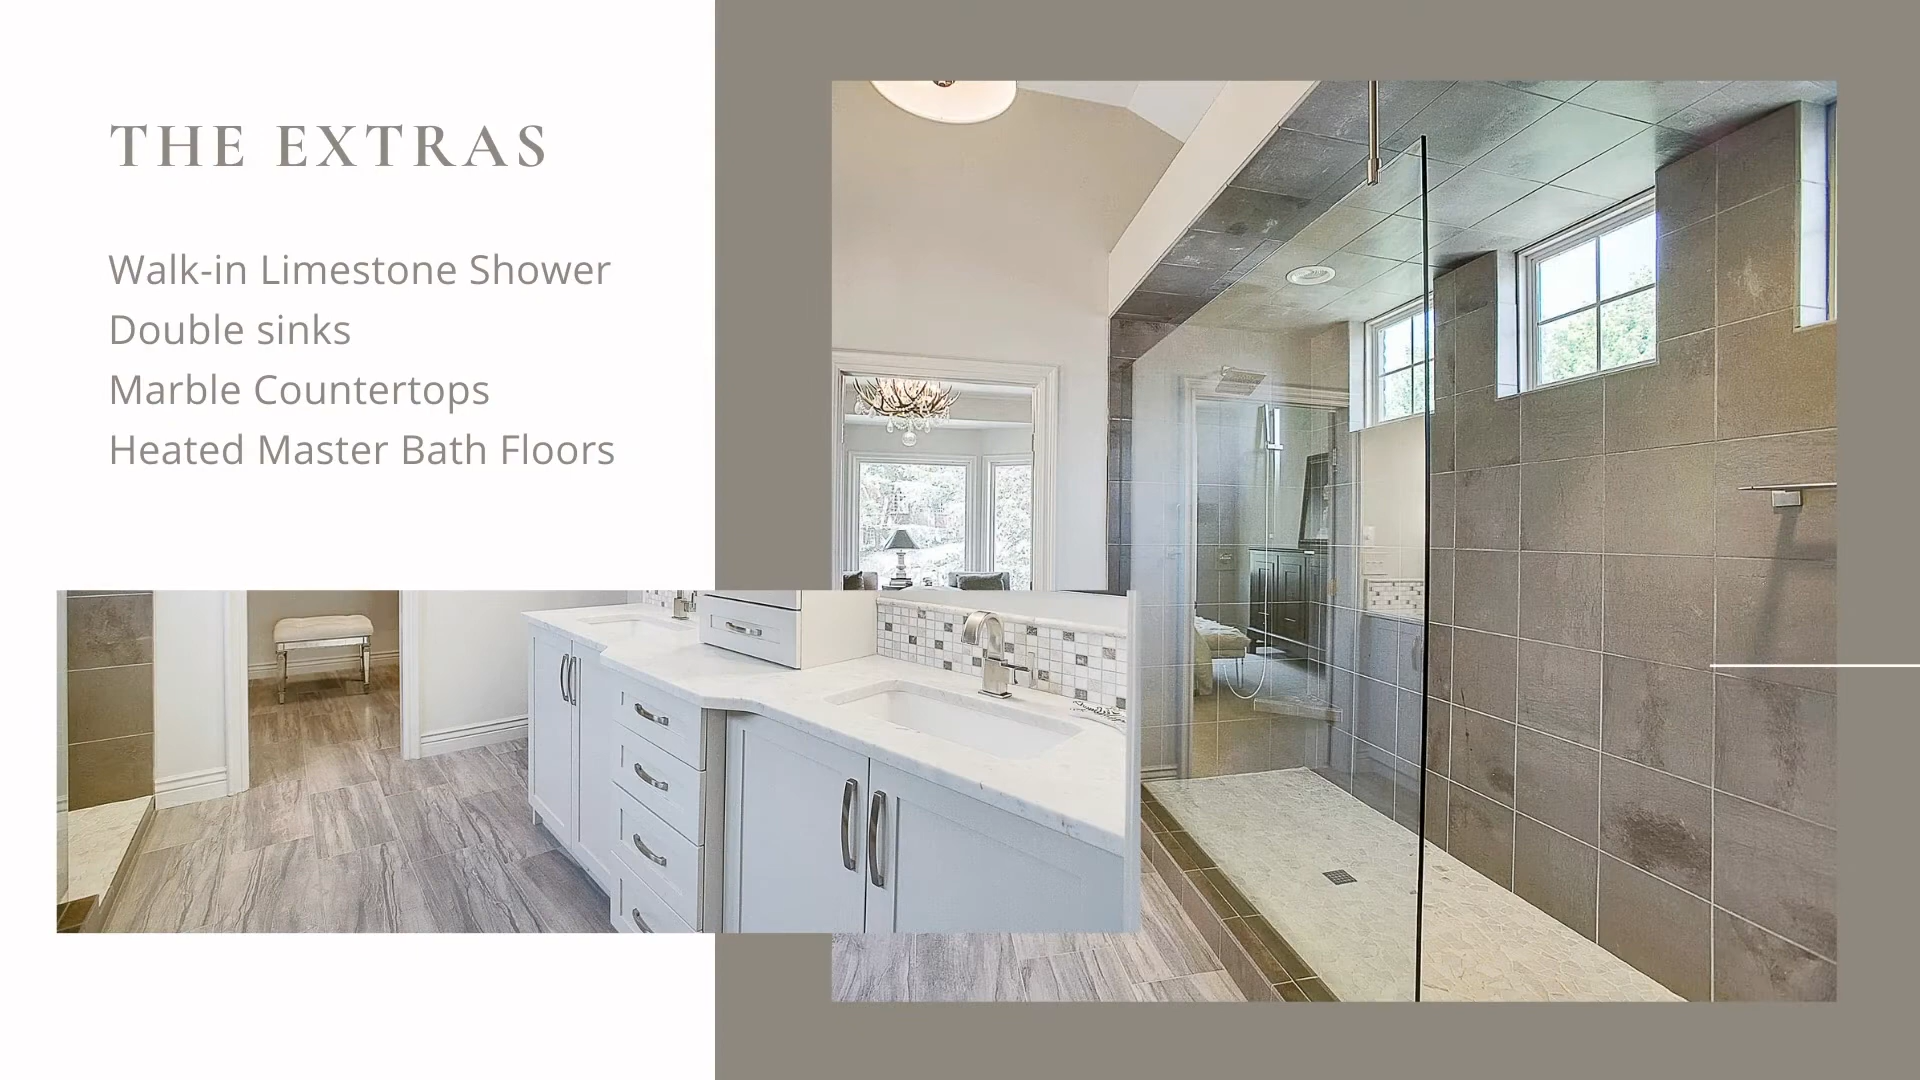 THE EXTRAS
Walk-in Limestone Shower
Double sinks
Marble Countertops
Heated Master Bath Floors